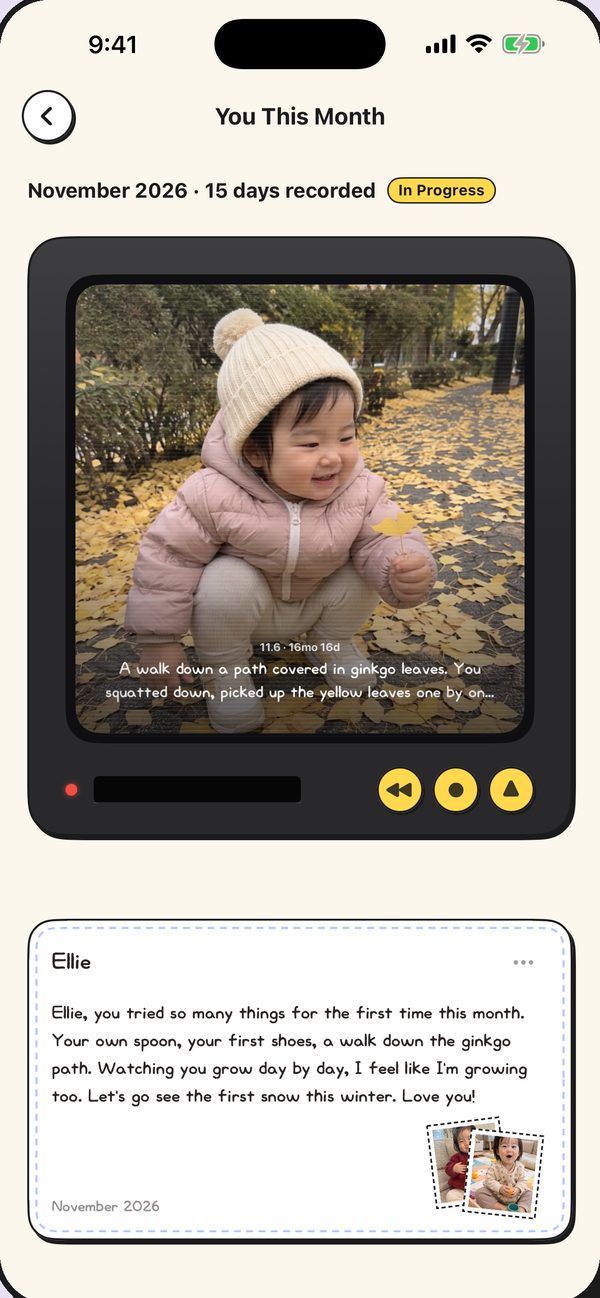 9:41
You This Month
November 2026 · 15 days recorded
In Progress
11.6 · 16mo 16d
A walk down a path covered in ginkgo leaves. You
squatted down, picked up the yellow leaves one by on...
Ellie
Ellie, you tried so many things for the first time this month.
Your own spoon, your first shoes, a walk down the ginkgo
path. Watching you grow day by day, I feel like I'm growing
too. Let's go see the first snow this winter. Love you!
November 2026